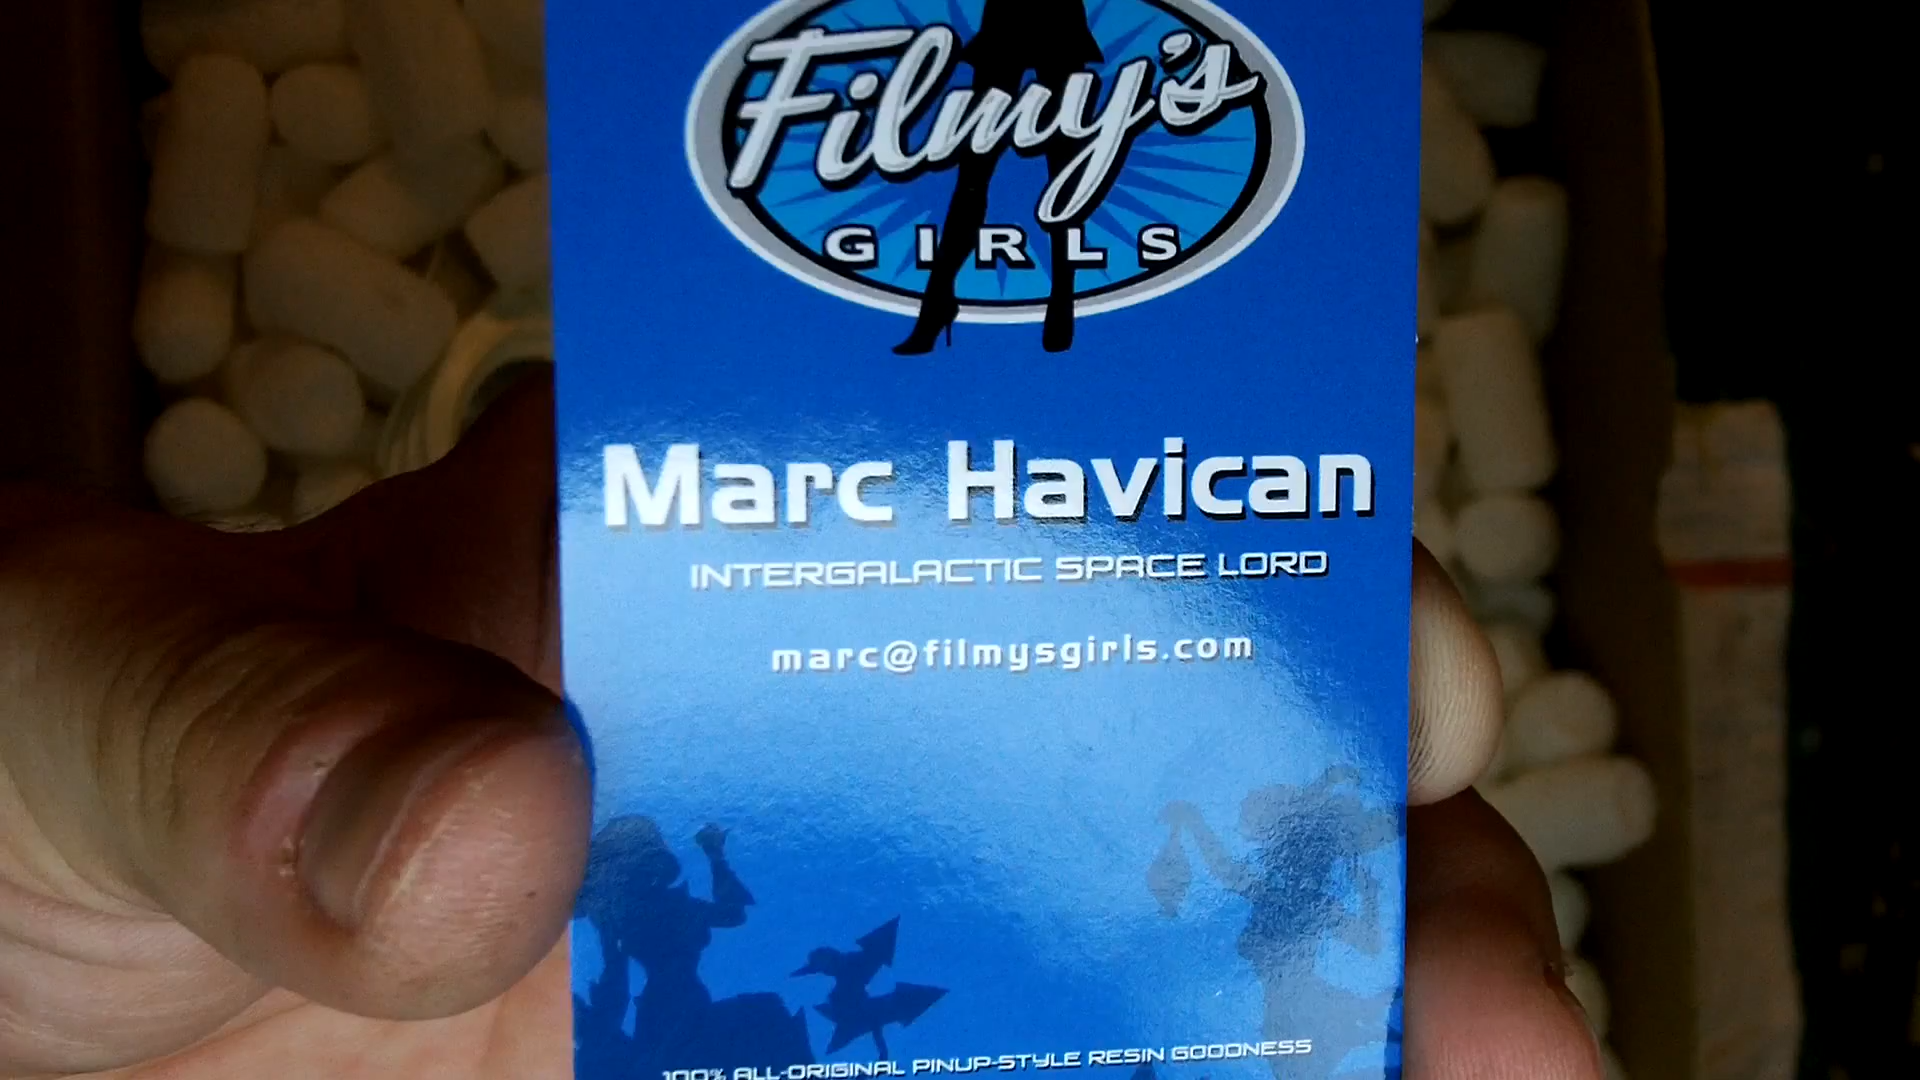 Filmy's
GIRLS
Marc Havican
INTERGALACTIC SPACE LORD
marc@filmysgirls.com
100% ALL-ORIGINAL PINUP-STYLE RESIN GOODNESS